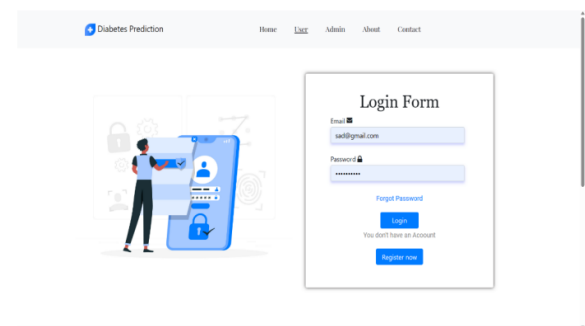 Diabetes Prediction
Home User Admin About Contact
Login Form
Email
sad@gmail.com
Password
••••••••••
Forgot Password
Login
You don't have an Acoount
Register now